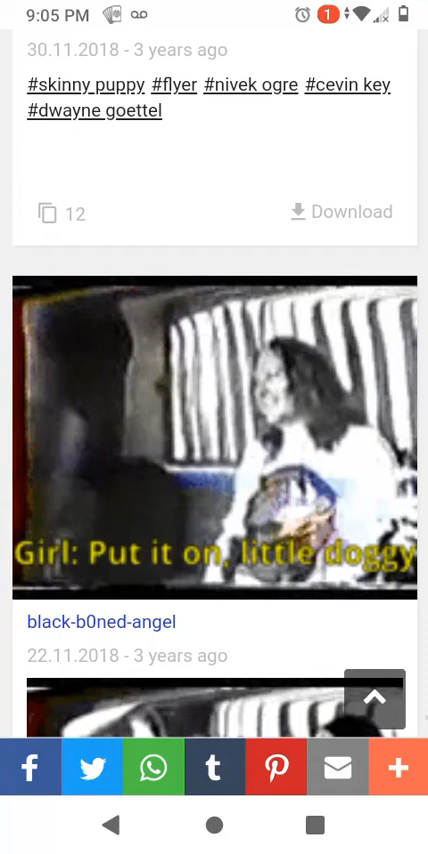 9:05 PM
1
30.11.2018 - 3 years ago
#skinny puppy #flyer #nivek ogre #cevin key
#dwayne goettel
12
Download
Girl: Put it on, little doggy
black-b0ned-angel
22.11.2018 - 3 years ago